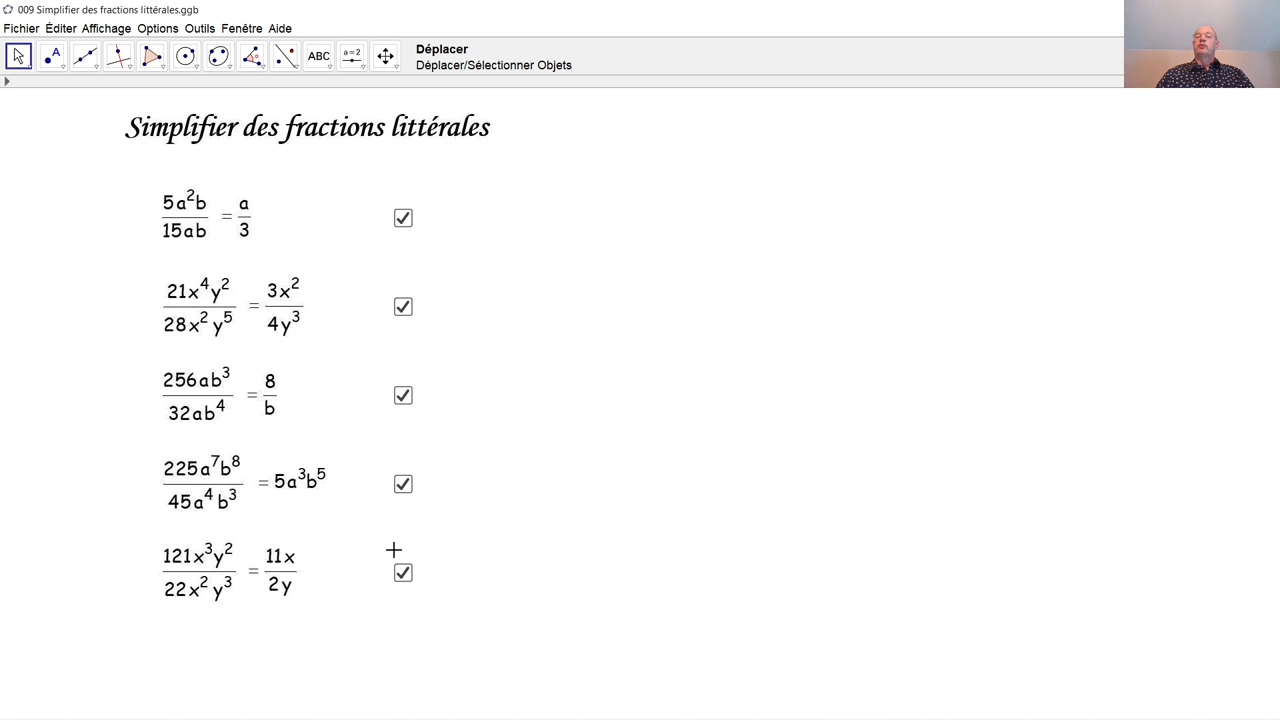 009 Simplifier des fractions littérales.ggb
Fichier Éditer Affichage Options Outils Fenêtre Aide
A ABC a=2 Déplacer
Déplacer/Sélectionner Objets
Simplifier des fractions littérales
5a²b/15ab = a/3
21x⁴y²/28x²y⁵ = 3x²/4y³
256ab³/32ab⁴ = 8/b
225a⁷b⁸/45a⁴b³ = 5a³b⁵
121x³y²/22x²y³ = 11x/2y